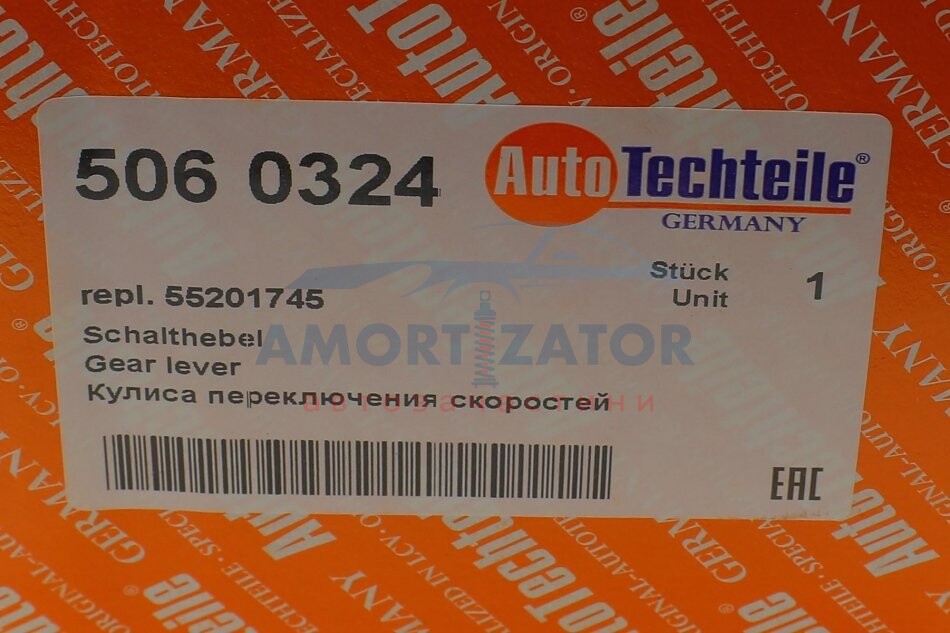 506 0324
AutoTechteile®
GERMANY
repl. 55201745
Stück
Unit
1
AMORTIZATOR
Schalthebel
Gear lever
Кулиса переключения скоростей
EAC